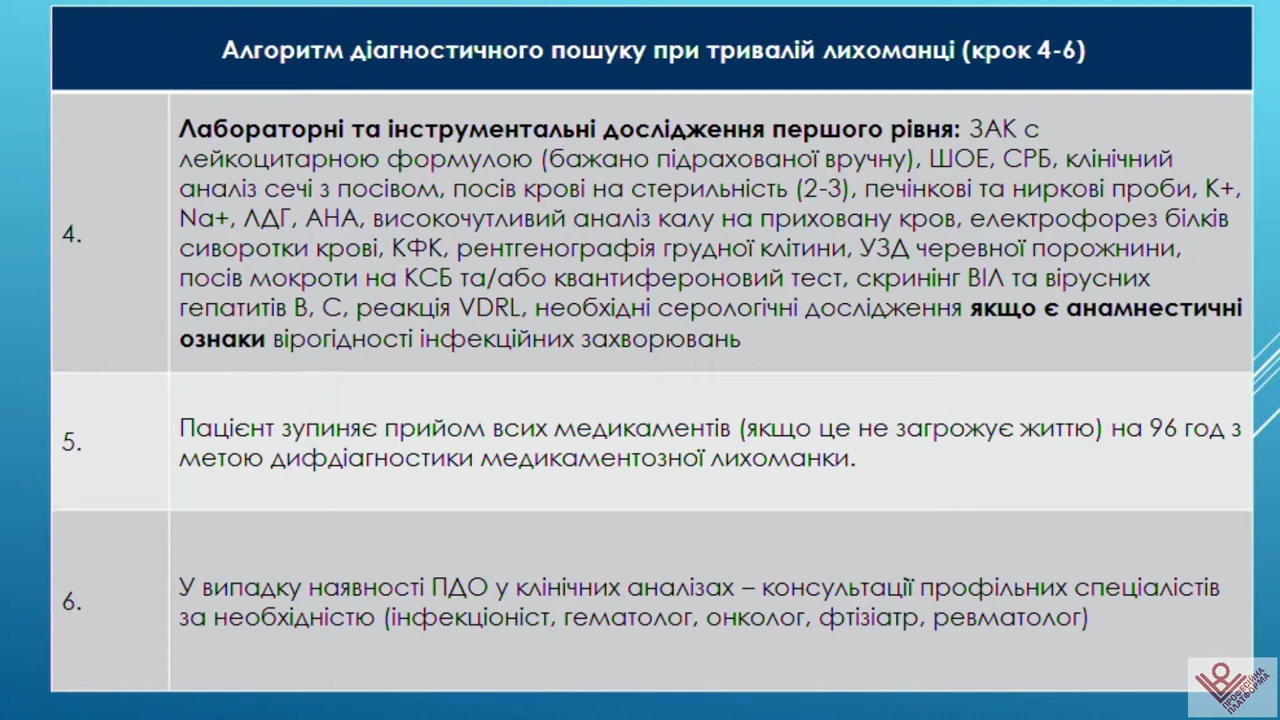 Алгоритм діагностичного пошуку при тривалій лихоманці (крок 4-6)
4.
Лабораторні та інструментальні дослідження першого рівня: ЗАК с
лейкоцитарною формулою (бажано підрахованої вручну), ШОЕ, СРБ, клінічний
аналіз сечі з посівом, посів крові на стерильність (2-3), печінкові та ниркові проби, К+,
Na+, ЛДГ, АНА, високочутливий аналіз калу на приховану кров, електрофорез білків
сиворотки крові, КФК, рентгенографія грудної клітини, УЗД черевної порожнини,
посів мокроти на КСБ та/або квантифероновий тест, скринінг ВІЛ та вірусних
гепатитів В, С, реакція VDRL, необхідні серологічні дослідження якщо є анамнестичні
ознаки вірогідності інфекційних захворювань
5.
Пацієнт зупиняє прийом всих медикаментів (якщо це не загрожує життю) на 96 год з
метою дифдіагностики медикаментозної лихоманки.
6.
У випадку наявності ПДО у клінічних аналізах – консультації профільних спеціалістів
за необхідністю (інфекціоніст, гематолог, онколог, фтізіатр, ревматолог)
ПРОФЕСІЙНА
ПЛАТФОРМА